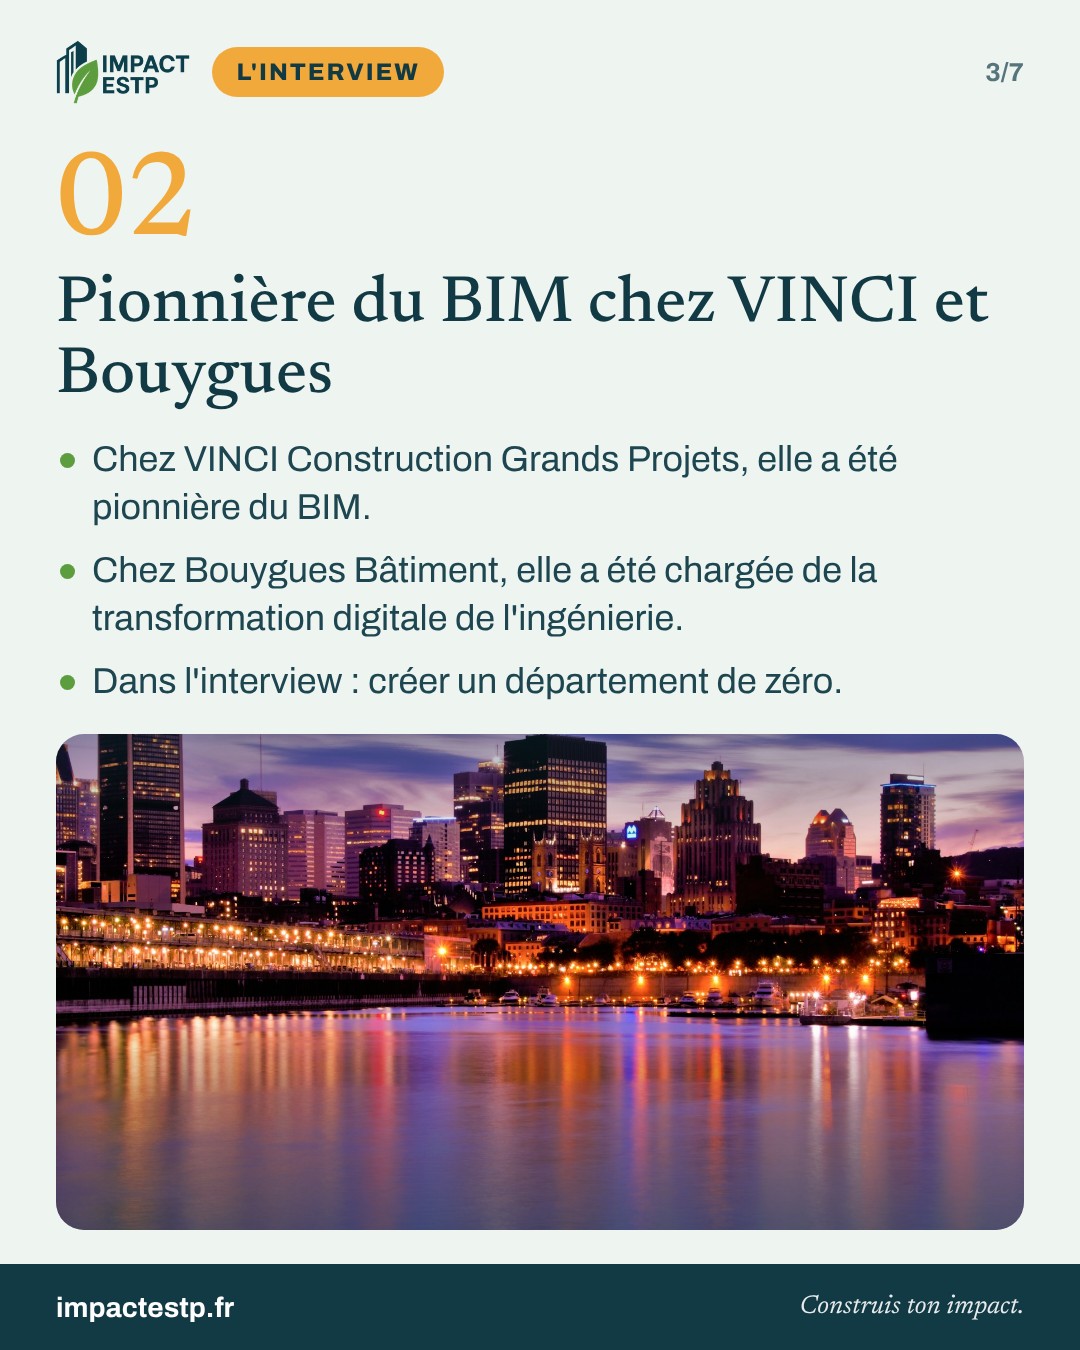 IMPACT
ESTP
L'INTERVIEW
3/7
02
Pionnière du BIM chez VINCI et
Bouygues
Chez VINCI Construction Grands Projets, elle a été
pionnière du BIM.
Chez Bouygues Bâtiment, elle a été chargée de la
transformation digitale de l'ingénierie.
Dans l'interview : créer un département de zéro.
impactestp.fr
Construis ton impact.